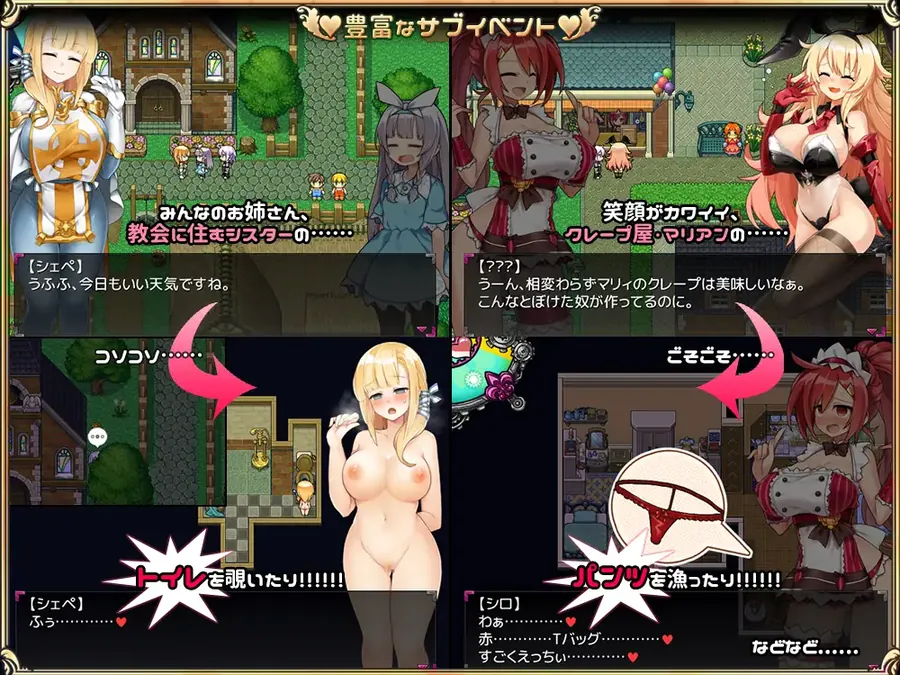 豊富なサブイベント
みんなのお姉さん、
教会に住むシスターの……
【シェペ】
うふふ、今日もいい天気ですね。
笑顔がカワイイ、
クレープ屋・マリアンの……
【???】
うーん、相変わらずマリィのクレープは美味しいなぁ。
こんなとぼけた奴が作ってるのに。
コソコソ……
トイレを覗いたり!!!!!!
【シェペ】
ふぅ…………♥
ごそごそ……
パンツを漁ったり!!!!!!
【シロ】
わぁ…………♥
赤…………Tバッグ…………♥
すごくえっちぃ…………♥
などなど……